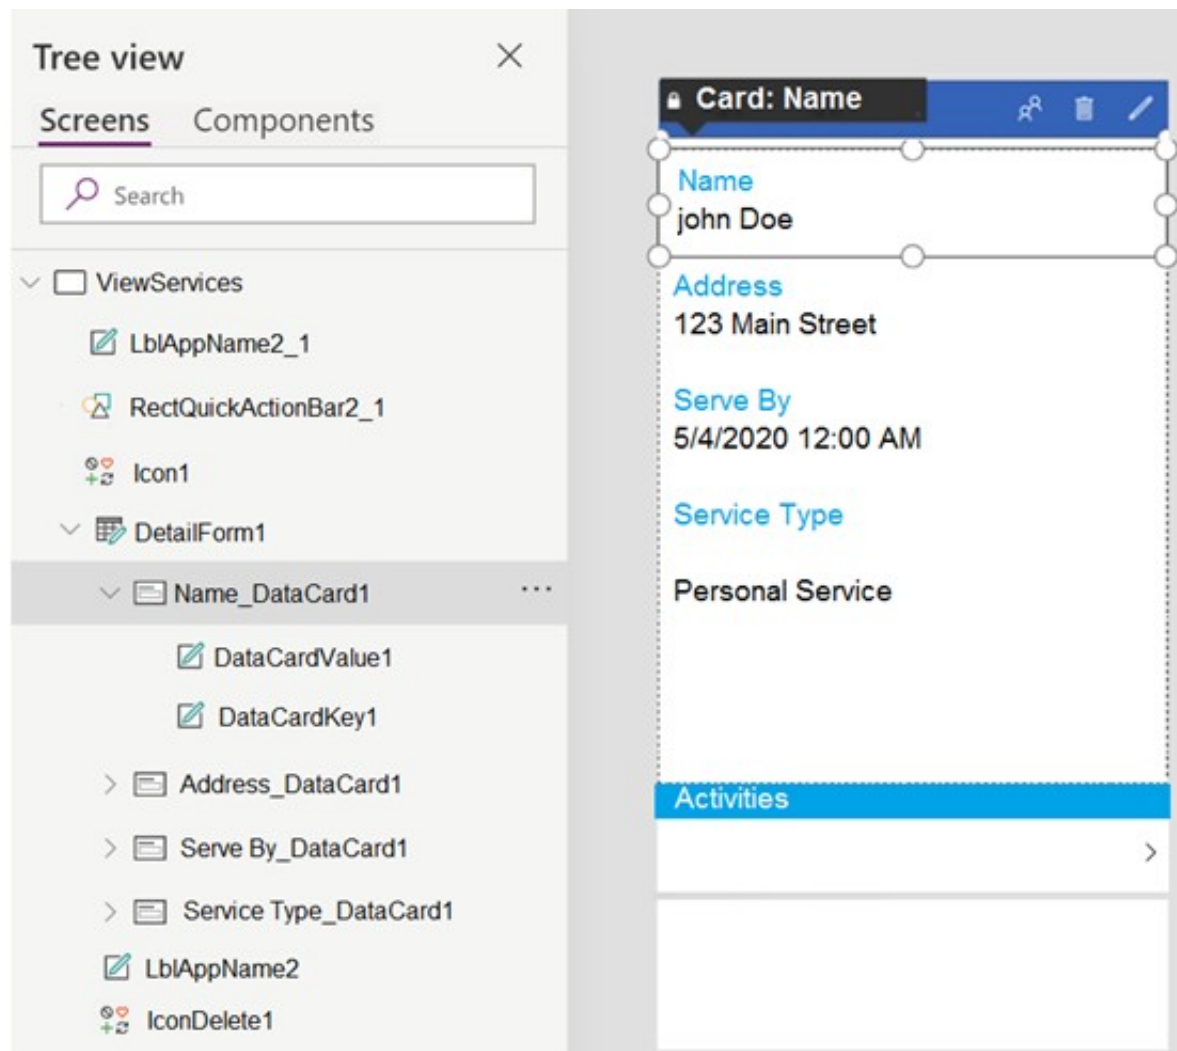 Tree view
Screens Components
Search
ViewServices
LblAppName2_1
RectQuickActionBar2_1
Icon1
DetailForm1
Name_DataCard1
DataCardValue1
DataCardKey1
Address_DataCard1
Serve By_DataCard1
Service Type_DataCard1
LblAppName2
IconDelete1
Card: Name
Name
john Doe
Address
123 Main Street
Serve By
5/4/2020 12:00 AM
Service Type
Personal Service
Activities